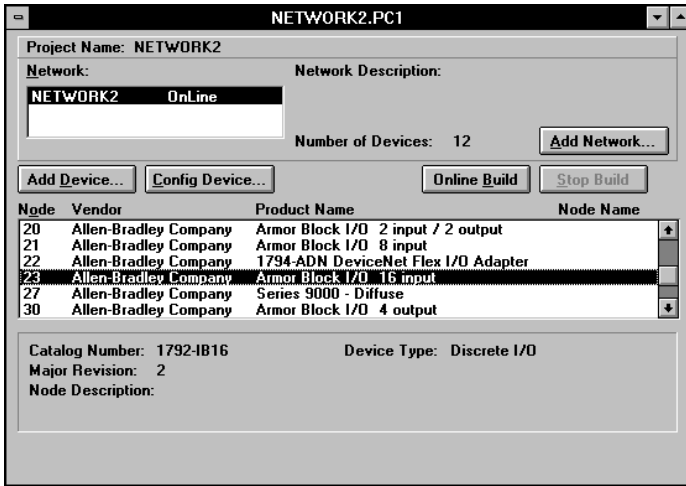 NETWORK2.PC1
Project Name: NETWORK2
Network:
Network Description:
NETWORK2 OnLine
Number of Devices: 12
Add Network...
Add Device... Config Device... Online Build Stop Build
Node Vendor Product Name Node Name
20 Allen-Bradley Company Armor Block I/O 2 input / 2 output
21 Allen-Bradley Company Armor Block I/O 8 input
22 Allen-Bradley Company 1794-ADN DeviceNet Flex I/O Adapter
23 Allen-Bradley Company Armor Block I/O 16 input
27 Allen-Bradley Company Series 9000 - Diffuse
30 Allen-Bradley Company Armor Block I/O 4 output
Catalog Number: 1792-IB16 Device Type: Discrete I/O
Major Revision: 2
Node Description: